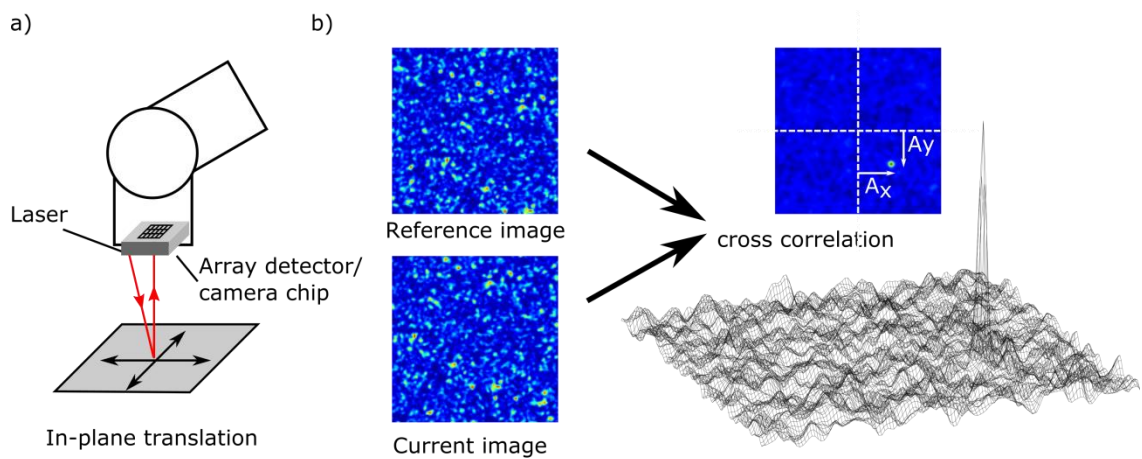 a)
Laser
Array detector/
camera chip
In-plane translation
b)
Reference image
Current image
Ay
Ax
cross correlation